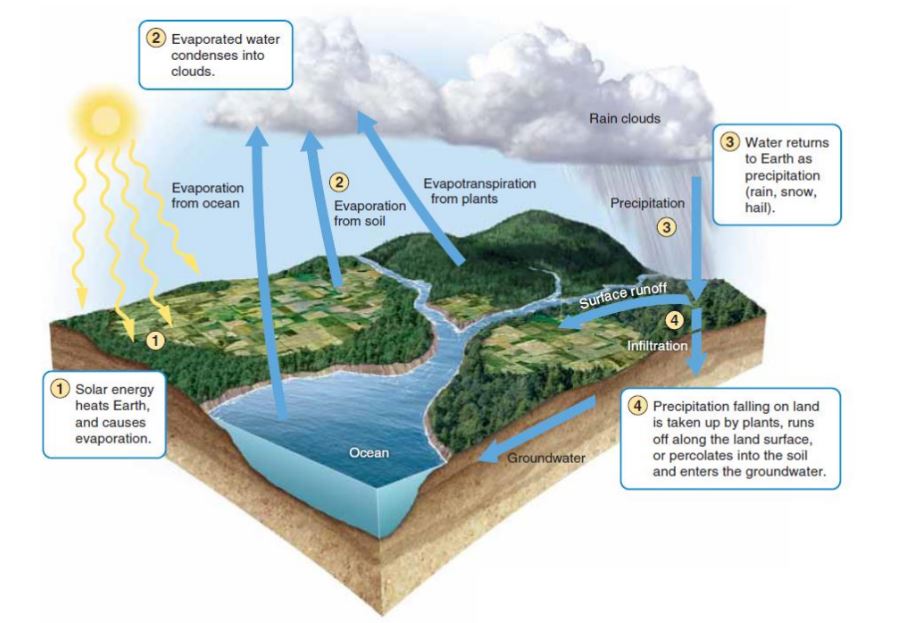 2 Evaporated water
condenses into
clouds.
Rain clouds
3 Water returns
to Earth as
precipitation
(rain, snow,
hail).
Evaporation
from ocean
2
Evaporation
from soil
Evapotranspiration
from plants
Precipitation
3
Surface runoff
4
Infiltration
1
1 Solar energy
heats Earth,
and causes
evaporation.
4 Precipitation falling on land
is taken up by plants, runs
off along the land surface,
or percolates into the soil
and enters the groundwater.
Ocean
Groundwater